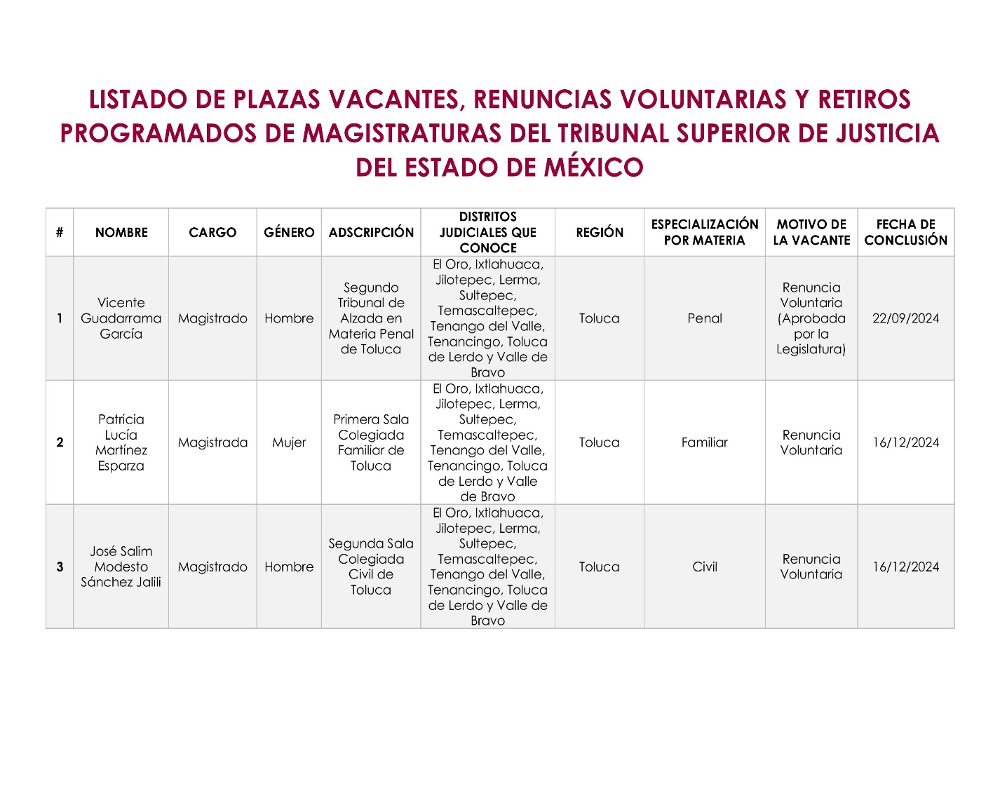 LISTADO DE PLAZAS VACANTES, RENUNCIAS VOLUNTARIAS Y RETIROS
PROGRAMADOS DE MAGISTRATURAS DEL TRIBUNAL SUPERIOR DE JUSTICIA
DEL ESTADO DE MÉXICO
#
NOMBRE
CARGO
GÉNERO
ADSCRIPCIÓN
DISTRITOS
JUDICIALES QUE
CONOCE
REGIÓN
ESPECIALIZACIÓN
POR MATERIA
MOTIVO DE
LA VACANTE
FECHA DE
CONCLUSIÓN
1
Vicente
Guadarrama
García
Magistrado
Hombre
Segundo
Tribunal de
Alzada en
Materia Penal
de Toluca
El Oro, Ixtlahuaca,
Jilotepec, Lerma,
Sultepec,
Temascaltepec,
Tenango del Valle,
Tenancingo, Toluca
de Lerdo y Valle de
Bravo
Toluca
Penal
Renuncia
Voluntaria
(Aprobada
por la
Legislatura)
22/09/2024
2
Patricia
Lucía
Martínez
Esparza
Magistrada
Mujer
Primera Sala
Colegiada
Familiar de
Toluca
El Oro, Ixtlahuaca,
Jilotepec, Lerma,
Sultepec,
Temascaltepec,
Tenango del Valle,
Tenancingo, Toluca
de Lerdo y Valle
de Bravo
Toluca
Familiar
Renuncia
Voluntaria
16/12/2024
3
José Salim
Modesto
Sánchez Jalili
Magistrado
Hombre
Segunda Sala
Colegiada
Civil de
Toluca
El Oro, Ixtlahuaca,
Jilotepec, Lerma,
Sultepec,
Temascaltepec,
Tenango del Valle,
Tenancingo, Toluca
de Lerdo y Valle de
Bravo
Toluca
Civil
Renuncia
Voluntaria
16/12/2024